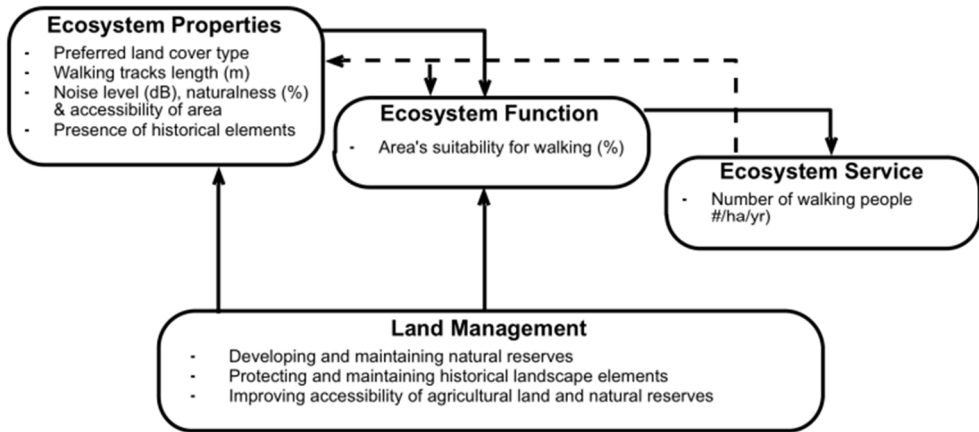 Ecosystem Properties
- Preferred land cover type
- Walking tracks length (m)
- Noise level (dB), naturalness (%)
& accessibility of area
- Presence of historical elements
Ecosystem Function
- Area's suitability for walking (%)
Ecosystem Service
- Number of walking people
#/ha/yr)
Land Management
- Developing and maintaining natural reserves
- Protecting and maintaining historical landscape elements
- Improving accessibility of agricultural land and natural reserves